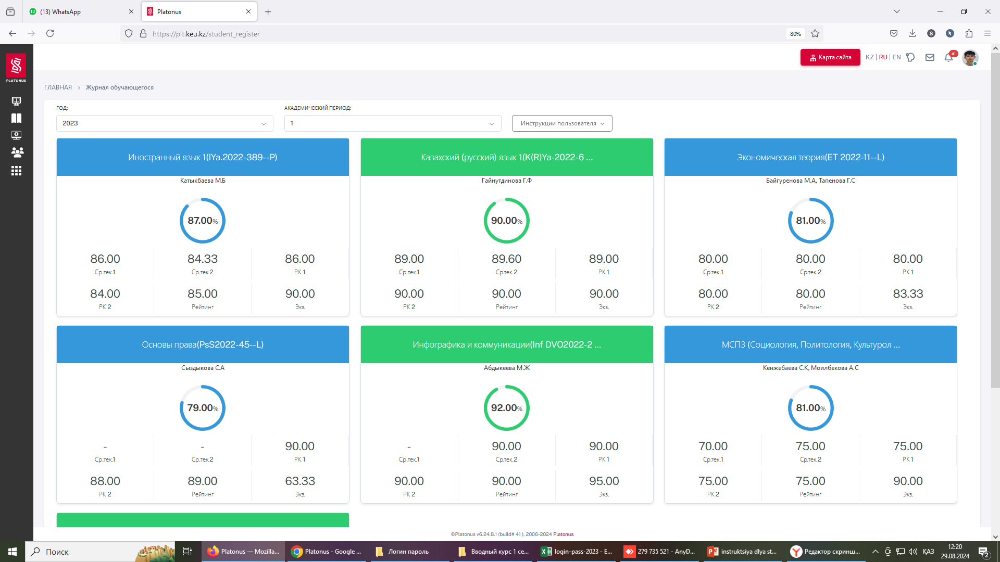 (13) WhatsApp
Platonus
https://plt.keu.kz/student_register
80%
PLATONUS
Карта сайта
KZ | RU | EN
41
ГЛАВНАЯ > Журнал обучающегося
ГОД:
2023
АКАДЕМИЧЕСКИЙ ПЕРИОД:
1
Инструкции пользователя
Иностранный язык 1(IYa.2022-389--P)
Катыкбаева М.Б
87.00%
86.00 84.33 86.00
Ср.тек.1 Ср.тек.2 РК 1
84.00 85.00 90.00
РК 2 Рейтинг Экз.
Казахский (русский) язык 1(K(R)Ya-2022-6 ...
Гайнутдинова Г.Ф
90.00%
89.00 89.60 89.00
Ср.тек.1 Ср.тек.2 РК 1
90.00 90.00 90.00
РК 2 Рейтинг Экз.
Экономическая теория(ET 2022-11--L)
Байгуренова М.А, Тапенова Г.С
81.00%
80.00 80.00 80.00
Ср.тек.1 Ср.тек.2 РК 1
80.00 80.00 83.33
РК 2 Рейтинг Экз.
Основы права(PsS2022-45--L)
Сыздыкова С.А
79.00%
- - 90.00
Ср.тек.1 Ср.тек.2 РК 1
88.00 89.00 63.33
РК 2 Рейтинг Экз.
Инфографика и коммуникации(Inf DVO2022-2 ...
Абдыкеева М.Ж
92.00%
- 90.00 90.00
Ср.тек.1 Ср.тек.2 РК 1
90.00 90.00 95.00
РК 2 Рейтинг Экз.
МСПЗ (Социология, Политология, Культурол ...
Кенжебаева С.К, Моилбекова А.С
81.00%
70.00 75.00 75.00
Ср.тек.1 Ср.тек.2 РК 1
75.00 75.00 90.00
РК 2 Рейтинг Экз.
©Platonus v6.24.8.1 (build# 41 ), 2006-2024 Platonus
Поиск
Platonus — Mozilla...
Platonus - Google ...
Логин пароль
Вводный курс 1 се...
login-pass-2023 - E...
279 735 521 - AnyD...
instruktsiya dlya st...
Редактор скринш...
ҚАЗ
12:20
29.08.2024
2